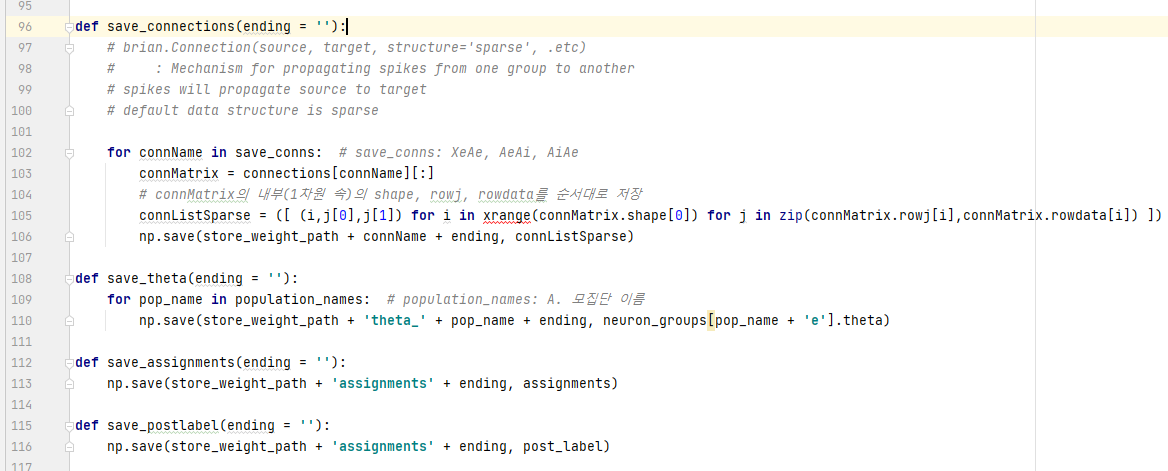 95
96 def save_connections(ending = ''):
97 # brian.Connection(source, target, structure='sparse', .etc)
98 #     : Mechanism for propagating spikes from one group to another
99 # spikes will propagate source to target
100 # default data structure is sparse
101
102 for connName in save_conns:  # save_conns: XeAe, AeAi, AiAe
103 connMatrix = connections[connName][:]
104 # connMatrix의 내부(1차원 속)의 shape, rowj, rowdata를 순서대로 저장
105 connListSparse = ([ (i,j[0],j[1]) for i in xrange(connMatrix.shape[0]) for j in zip(connMatrix.rowj[i],connMatrix.rowdata[i]) ])
106 np.save(store_weight_path + connName + ending, connListSparse)
107
108 def save_theta(ending = ''):
109 for pop_name in population_names:  # population_names: A. 모집단 이름
110 np.save(store_weight_path + 'theta_' + pop_name + ending, neuron_groups[pop_name + 'e'].theta)
111
112 def save_assignments(ending = ''):
113 np.save(store_weight_path + 'assignments' + ending, assignments)
114
115 def save_postlabel(ending = ''):
116 np.save(store_weight_path + 'assignments' + ending, post_label)
117